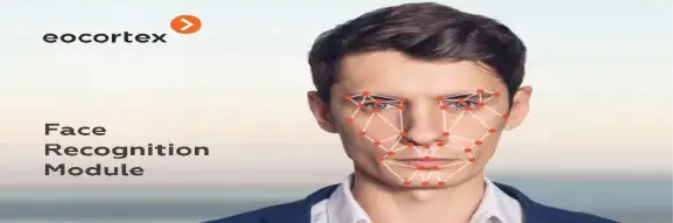 eocortex
Face
Recognition
Module